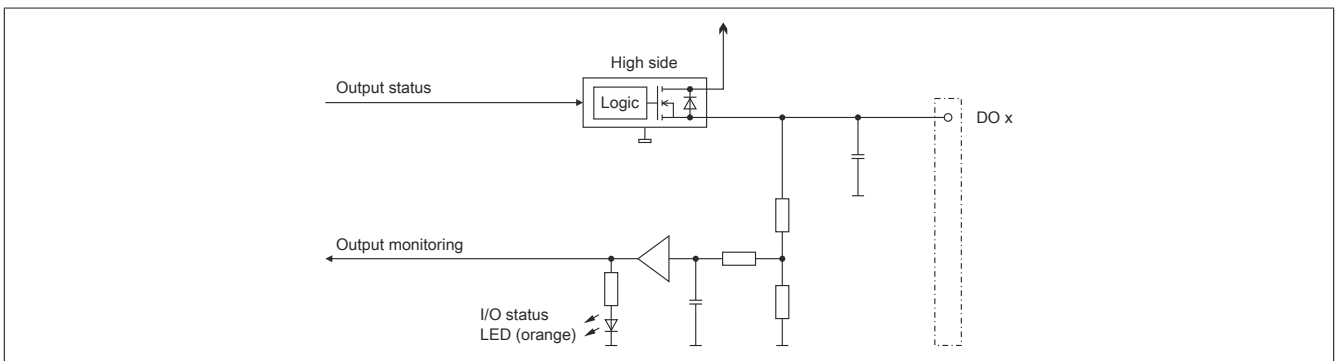 High side
Output status
Logic
DO x
Output monitoring
I/O status
LED (orange)